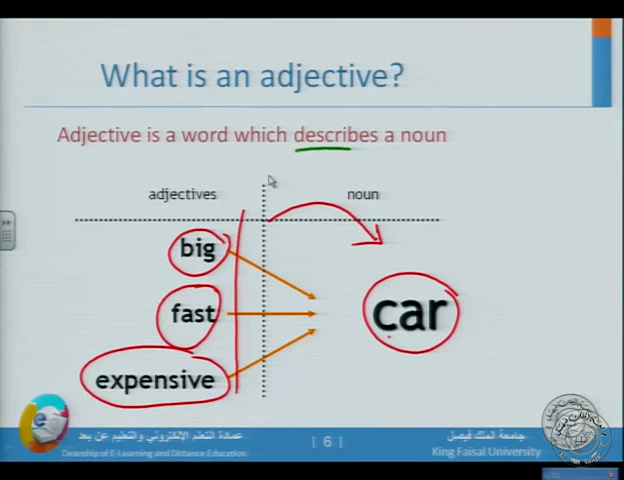 What is an adjective?
Adjective is a word which describes a noun
adjectives
noun
big
fast
expensive
car
عمادة التعلم الإلكتروني والتعليم عن بعد
Deanship of E-Learning and Distance Education
[ 6 ]
جامعة الملك فيصل
King Faisal University